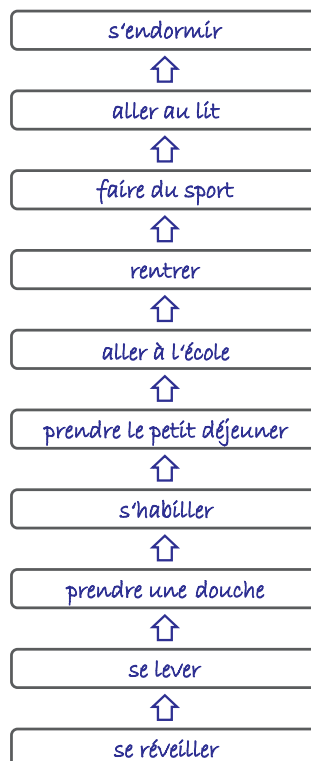 s'endormir
aller au lit
faire du sport
rentrer
aller à l'école
prendre le petit déjeuner
s'habiller
prendre une douche
se lever
se réveiller